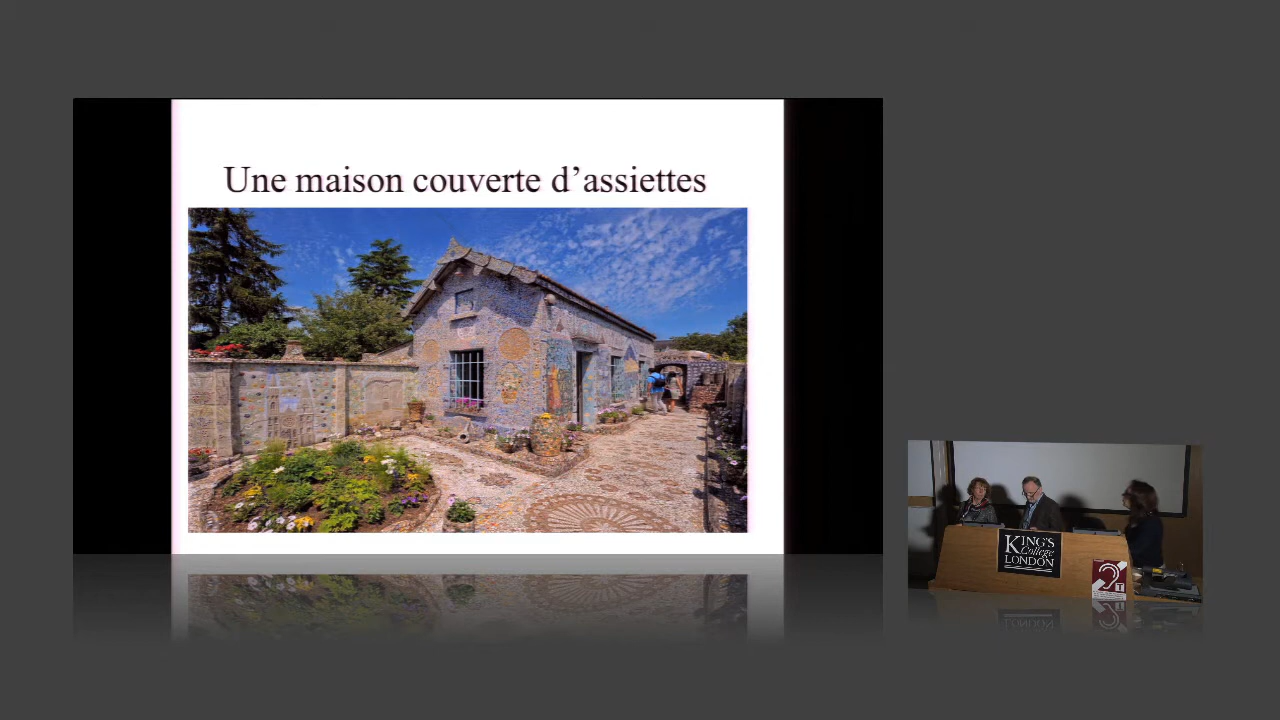 Une maison couverte d’assiettes
KING'S
College
LONDON
T